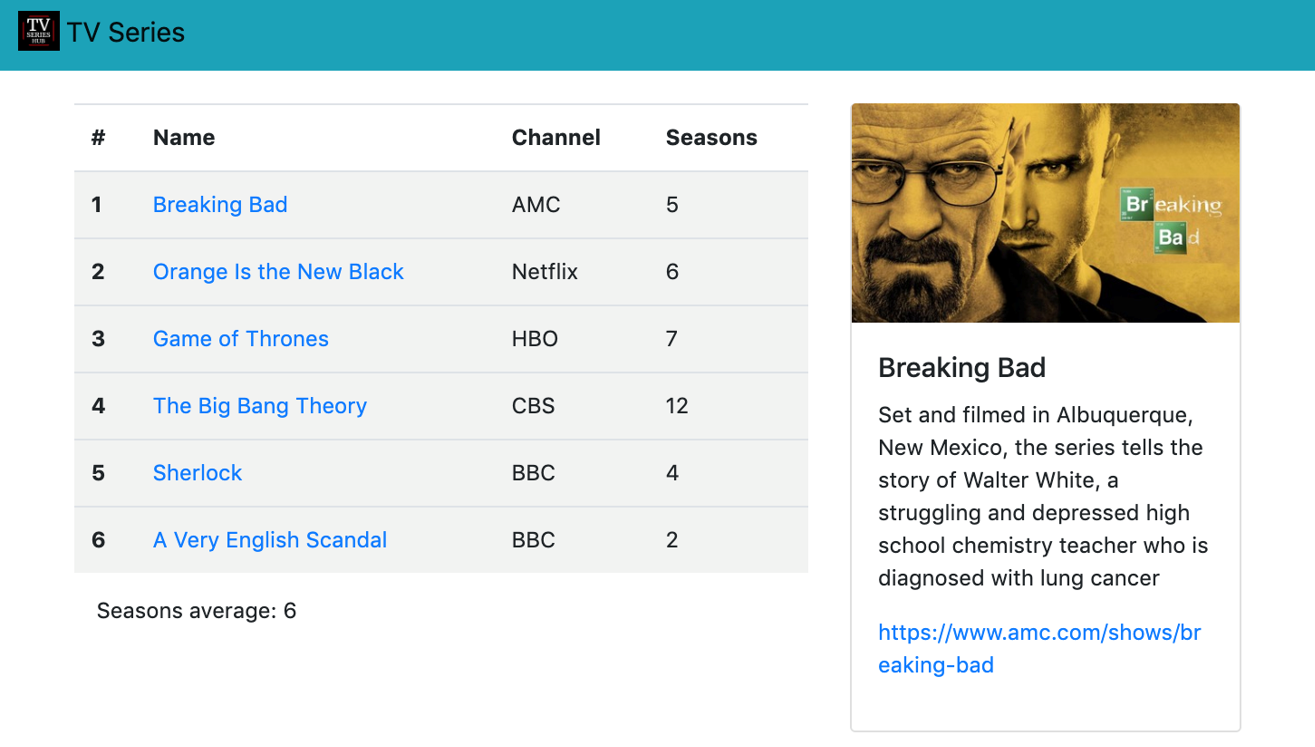 TV
SERIES
HUB
TV Series
# Name Channel Seasons
1 Breaking Bad AMC 5
2 Orange Is the New Black Netflix 6
3 Game of Thrones HBO 7
4 The Big Bang Theory CBS 12
5 Sherlock BBC 4
6 A Very English Scandal BBC 2
Seasons average: 6
Breaking
Bad
Breaking Bad
Set and filmed in Albuquerque,
New Mexico, the series tells the
story of Walter White, a
struggling and depressed high
school chemistry teacher who is
diagnosed with lung cancer
https://www.amc.com/shows/br
eaking-bad